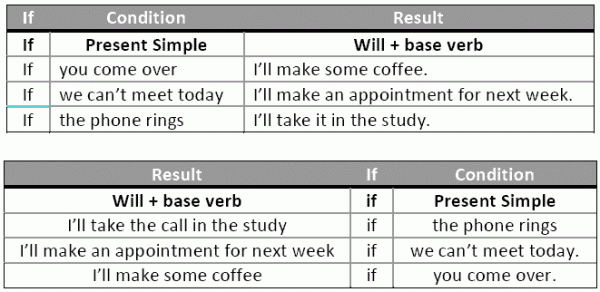 If Condition Result
If Present Simple Will + base verb
If you come over I’ll make some coffee.
If we can’t meet today I’ll make an appointment for next week.
If the phone rings I’ll take it in the study.
Result If Condition
Will + base verb if Present Simple
I’ll take the call in the study if the phone rings
I’ll make an appointment for next week if we can’t meet today.
I’ll make some coffee if you come over.